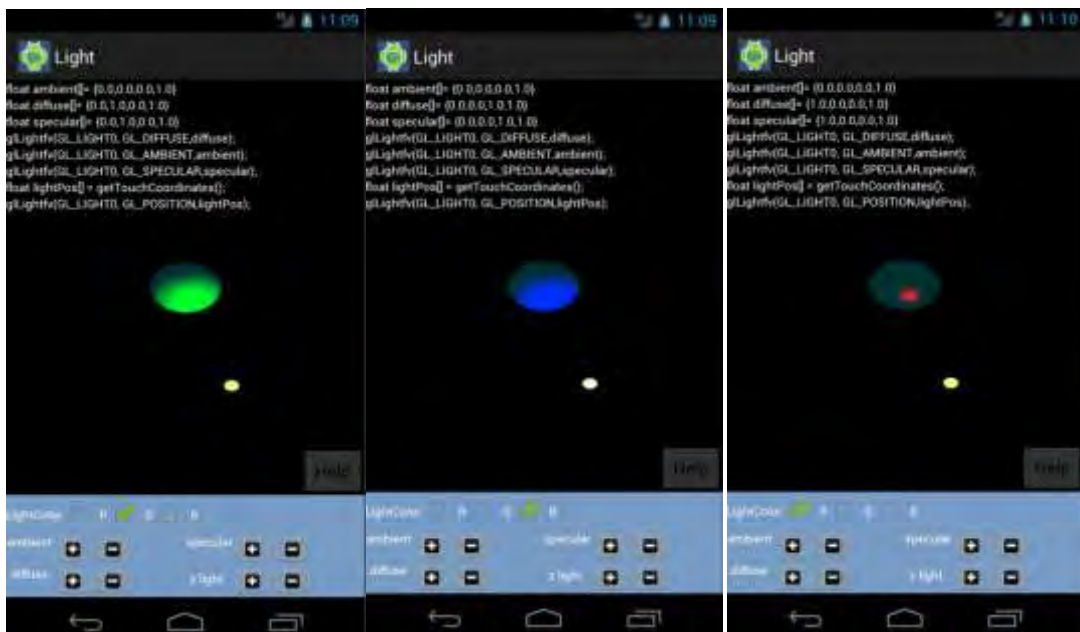 11:09
Light
float ambient[]= {0.0,0.0,0.0,1.0}
float diffuse[]= {0.0,1.0,0.0,1.0}
float specular[]= {0.0,1.0,0.0,1.0}
glLightfv(GL_LIGHT0, GL_DIFFUSE,diffuse);
glLightfv(GL_LIGHT0, GL_AMBIENT,ambient);
glLightfv(GL_LIGHT0, GL_SPECULAR,specular);
float lightPos[] = getTouchCoordinates();
glLightfv(GL_LIGHT0, GL_POSITION,lightPos);
Help
LightColor R G B
ambient + - specular + -
diffuse + - z light + -
11:09
Light
float ambient[]= {0.0,0.0,0.0,1.0}
float diffuse[]= {0.0,0.0,1.0,1.0}
float specular[]= {0.0,0.0,1.0,1.0}
glLightfv(GL_LIGHT0, GL_DIFFUSE,diffuse);
glLightfv(GL_LIGHT0, GL_AMBIENT,ambient);
glLightfv(GL_LIGHT0, GL_SPECULAR,specular);
float lightPos[] = getTouchCoordinates();
glLightfv(GL_LIGHT0, GL_POSITION,lightPos);
Help
LightColor R G B
ambient + - specular + -
diffuse + - z light + -
11:10
Light
float ambient[]= {0.0,0.0,0.0,1.0}
float diffuse[]= {1.0,0.0,0.0,1.0}
float specular[]= {1.0,0.0,0.0,1.0}
glLightfv(GL_LIGHT0, GL_DIFFUSE,diffuse);
glLightfv(GL_LIGHT0, GL_AMBIENT,ambient);
glLightfv(GL_LIGHT0, GL_SPECULAR,specular);
float lightPos[] = getTouchCoordinates();
glLightfv(GL_LIGHT0, GL_POSITION,lightPos);
Help
LightColor R G B
ambient + - specular + -
diffuse + - z light + -